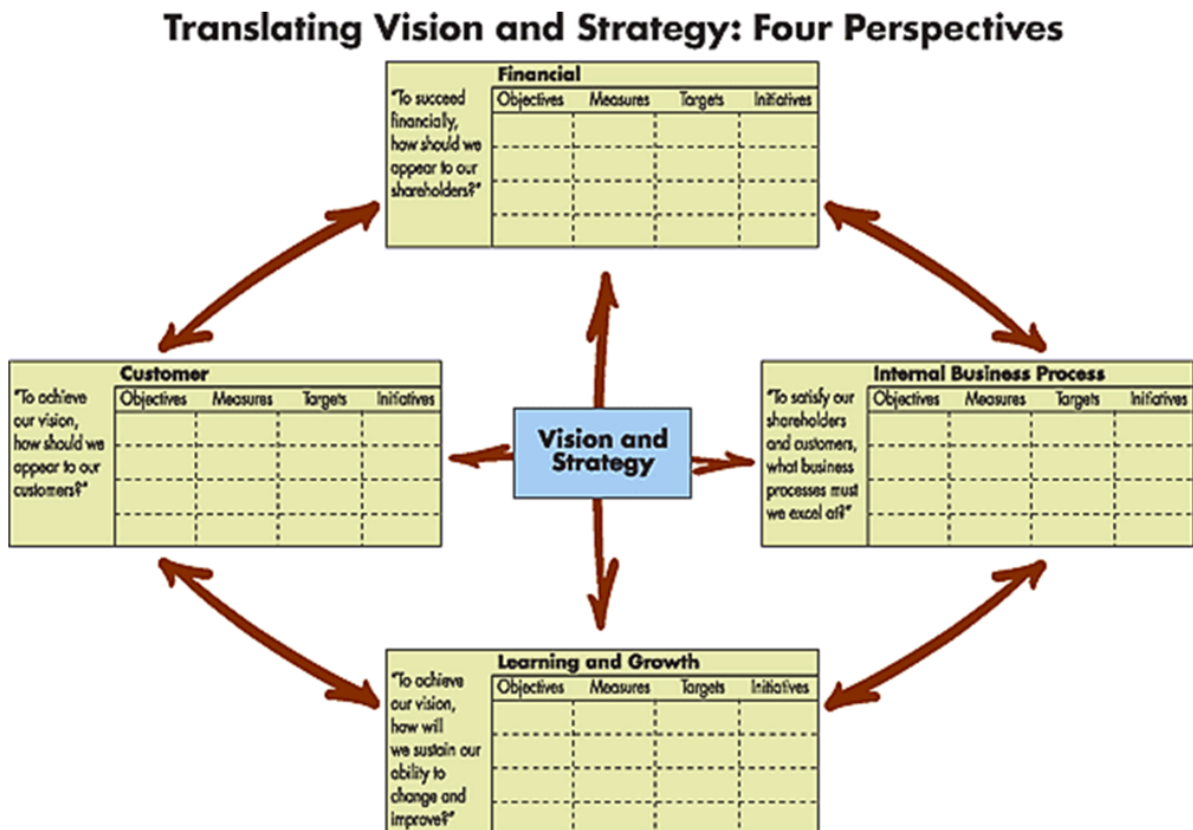 Translating Vision and Strategy: Four Perspectives
Financial
"To succeed
financially,
how should we
appear to our
shareholders?"
Objectives Measures Targets Initiatives
Customer
"To achieve
our vision,
how should we
appear to our
customers?"
Objectives Measures Targets Initiatives
Vision and
Strategy
Internal Business Process
"To satisfy our
shareholders
and customers,
what business
processes must
we excel at?"
Objectives Measures Targets Initiatives
Learning and Growth
"To achieve
our vision,
how will
we sustain our
ability to
change and
improve?"
Objectives Measures Targets Initiatives